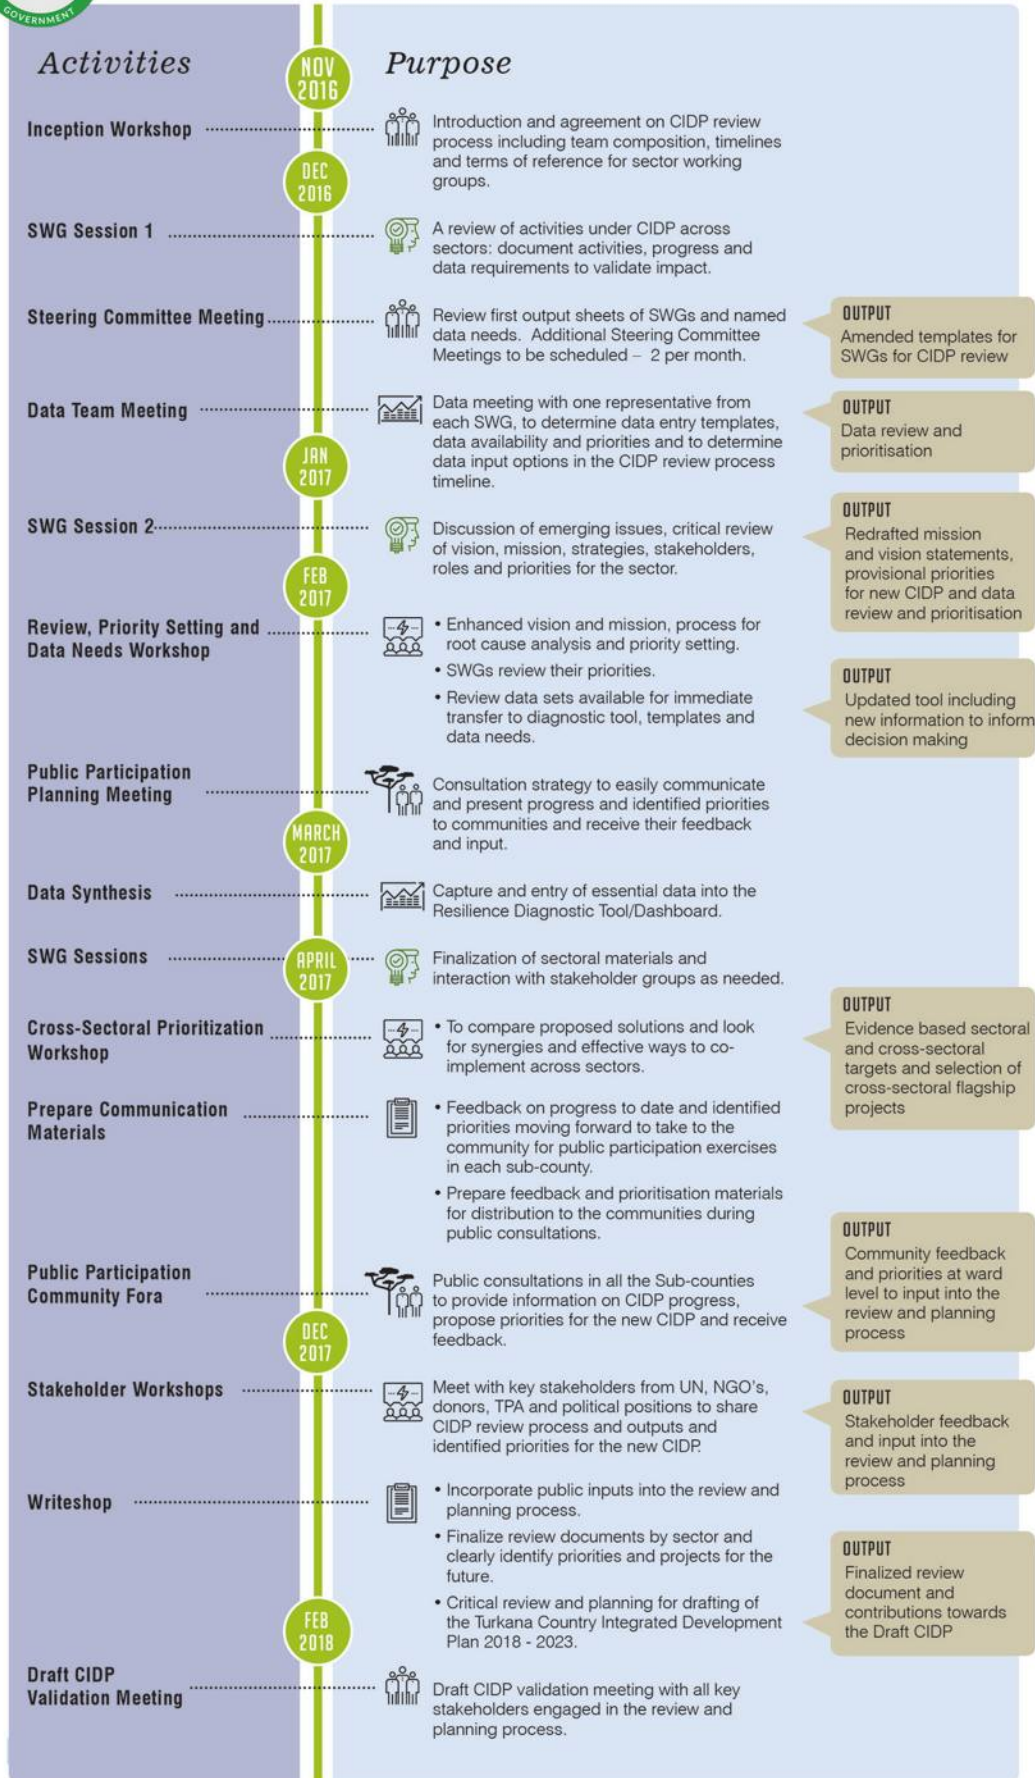 GOVERNMENT
Activities
NOV
2016
Purpose
Inception Workshop
Introduction and agreement on CIDP review
process including team composition, timelines
and terms of reference for sector working
groups.
DEC
2016
SWG Session 1
A review of activities under CIDP across
sectors: document activities, progress and
data requirements to validate impact.
Steering Committee Meeting
Review first output sheets of SWGs and named
data needs. Additional Steering Committee
Meetings to be scheduled – 2 per month.
OUTPUT
Amended templates for
SWGs for CIDP review
Data Team Meeting
Data meeting with one representative from
each SWG, to determine data entry templates,
data availability and priorities and to determine
data input options in the CIDP review process
timeline.
OUTPUT
Data review and
prioritisation
JAN
2017
SWG Session 2
Discussion of emerging issues, critical review
of vision, mission, strategies, stakeholders,
roles and priorities for the sector.
OUTPUT
Redrafted mission
and vision statements,
provisional priorities
for new CIDP and data
review and prioritisation
FEB
2017
Review, Priority Setting and
Data Needs Workshop
• Enhanced vision and mission, process for
root cause analysis and priority setting.
• SWGs review their priorities.
• Review data sets available for immediate
transfer to diagnostic tool, templates and
data needs.
OUTPUT
Updated tool including
new information to inform
decision making
Public Participation
Planning Meeting
Consultation strategy to easily communicate
and present progress and identified priorities
to communities and receive their feedback
and input.
MARCH
2017
Data Synthesis
Capture and entry of essential data into the
Resilience Diagnostic Tool/Dashboard.
SWG Sessions
APRIL
2017
Finalization of sectoral materials and
interaction with stakeholder groups as needed.
Cross-Sectoral Prioritization
Workshop
• To compare proposed solutions and look
for synergies and effective ways to co-
implement across sectors.
OUTPUT
Evidence based sectoral
and cross-sectoral
targets and selection of
cross-sectoral flagship
projects
Prepare Communication
Materials
• Feedback on progress to date and identified
priorities moving forward to take to the
community for public participation exercises
in each sub-county.
• Prepare feedback and prioritisation materials
for distribution to the communities during
public consultations.
Public Participation
Community Fora
Public consultations in all the Sub-counties
to provide information on CIDP progress,
propose priorities for the new CIDP and receive
feedback.
OUTPUT
Community feedback
and priorities at ward
level to input into the
review and planning
process
DEC
2017
Stakeholder Workshops
Meet with key stakeholders from UN, NGO's,
donors, TPA and political positions to share
CIDP review process and outputs and
identified priorities for the new CIDP.
OUTPUT
Stakeholder feedback
and input into the
review and planning
process
Writeshop
• Incorporate public inputs into the review and
planning process.
• Finalize review documents by sector and
clearly identify priorities and projects for the
future.
• Critical review and planning for drafting of
the Turkana Country Integrated Development
Plan 2018 - 2023.
OUTPUT
Finalized review
document and
contributions towards
the Draft CIDP
FEB
2018
Draft CIDP
Validation Meeting
Draft CIDP validation meeting with all key
stakeholders engaged in the review and
planning process.